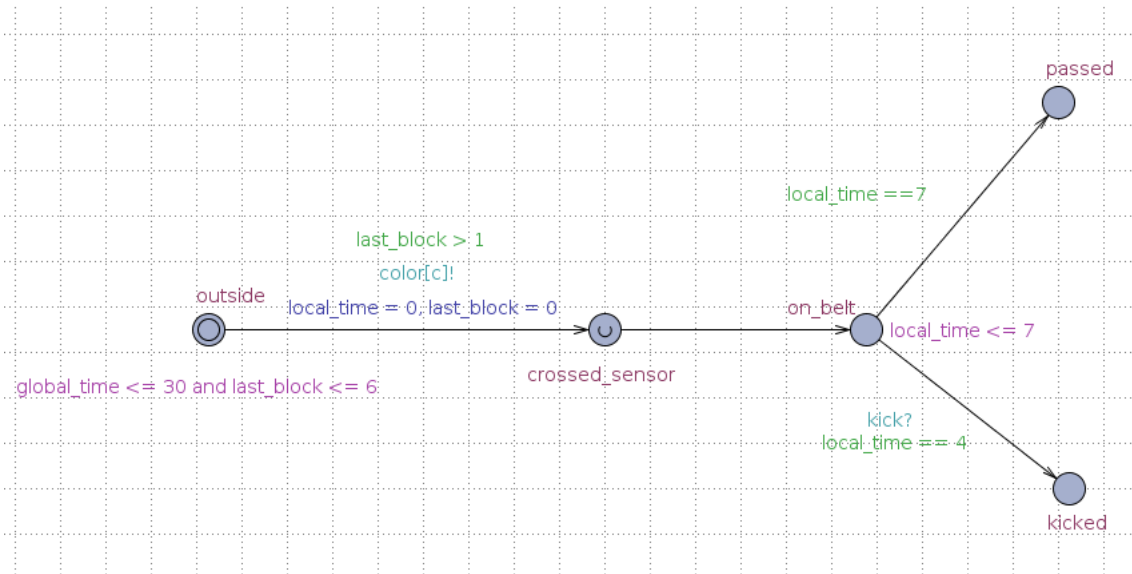 passed
local_time ==7
last_block > 1
color[c]!
outside
local_time = 0, last_block = 0
on_belt
local_time <= 7
crossed_sensor
global_time <= 30 and last_block <= 6
kick?
local_time == 4
kicked